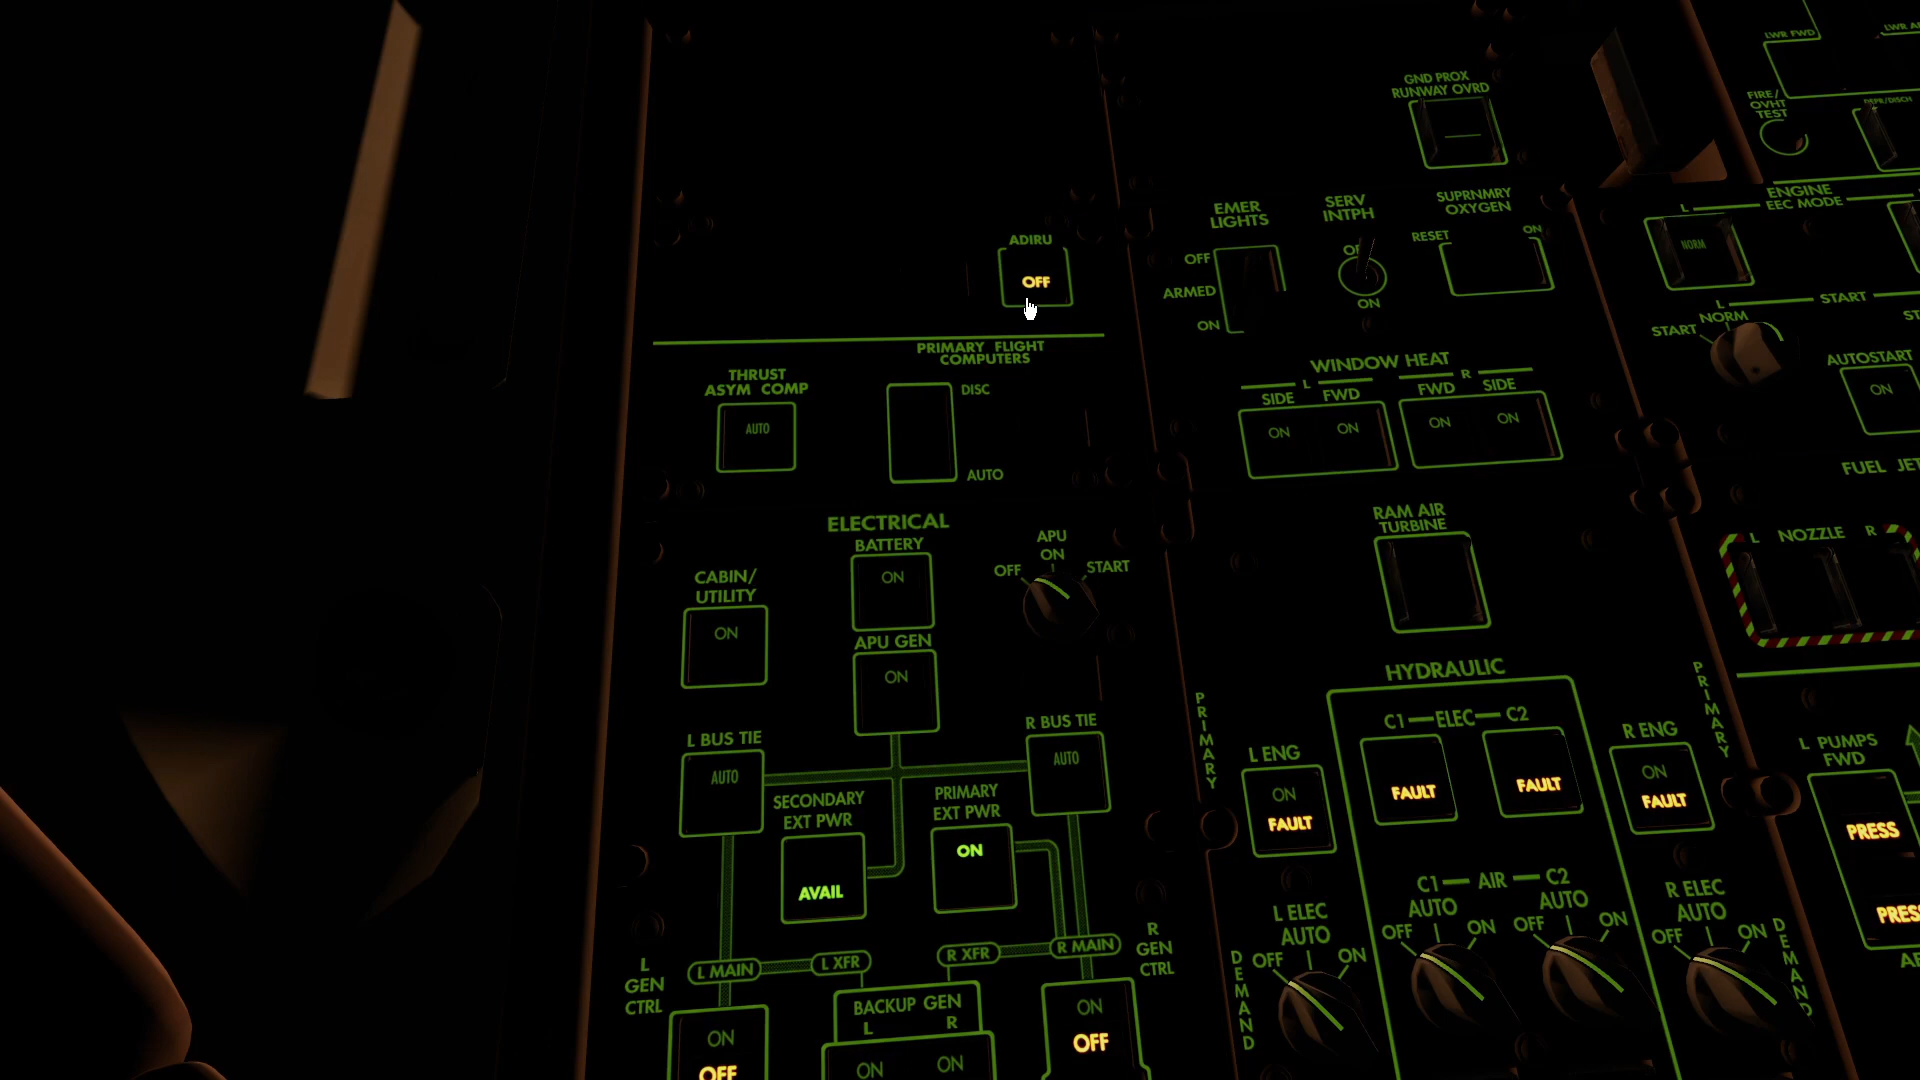 LWR FWD
GND PROX
RUNWAY OVRD
FIRE/
OVHT
TEST
ADIRU
OFF
EMER
LIGHTS
OFF
ARMED
ON
SERV
INTPH
ON
SUPRNMRY
OXYGEN
RESET
ON
ENGINE
EEC MODE
L
NORM
L
START
NORM
START
AUTOSTART
ON
PRIMARY FLIGHT
COMPUTERS
DISC
AUTO
THRUST
ASYM COMP
AUTO
WINDOW HEAT
L
R
SIDE
FWD
FWD
SIDE
ON
ON
ON
ON
FUEL JET
L NOZZLE R
RAM AIR
TURBINE
ELECTRICAL
BATTERY
ON
APU
ON
OFF
START
CABIN/
UTILITY
ON
APU GEN
ON
L BUS TIE
AUTO
R BUS TIE
AUTO
SECONDARY
EXT PWR
AVAIL
PRIMARY
EXT PWR
ON
L MAIN
L XFR
R XFR
R MAIN
L
GEN
CTRL
ON
OFF
BACKUP GEN
L
R
ON
ON
R
GEN
CTRL
ON
OFF
HYDRAULIC
PRIMARY
PRIMARY
C1 ELEC C2
FAULT
FAULT
L ENG
ON
FAULT
R ENG
ON
FAULT
C1 AIR C2
AUTO
AUTO
OFF
ON
OFF
ON
L ELEC
AUTO
OFF
ON
R ELEC
AUTO
OFF
ON
DEMAND
DEMAND
L PUMPS
FWD
PRESS
PRESS